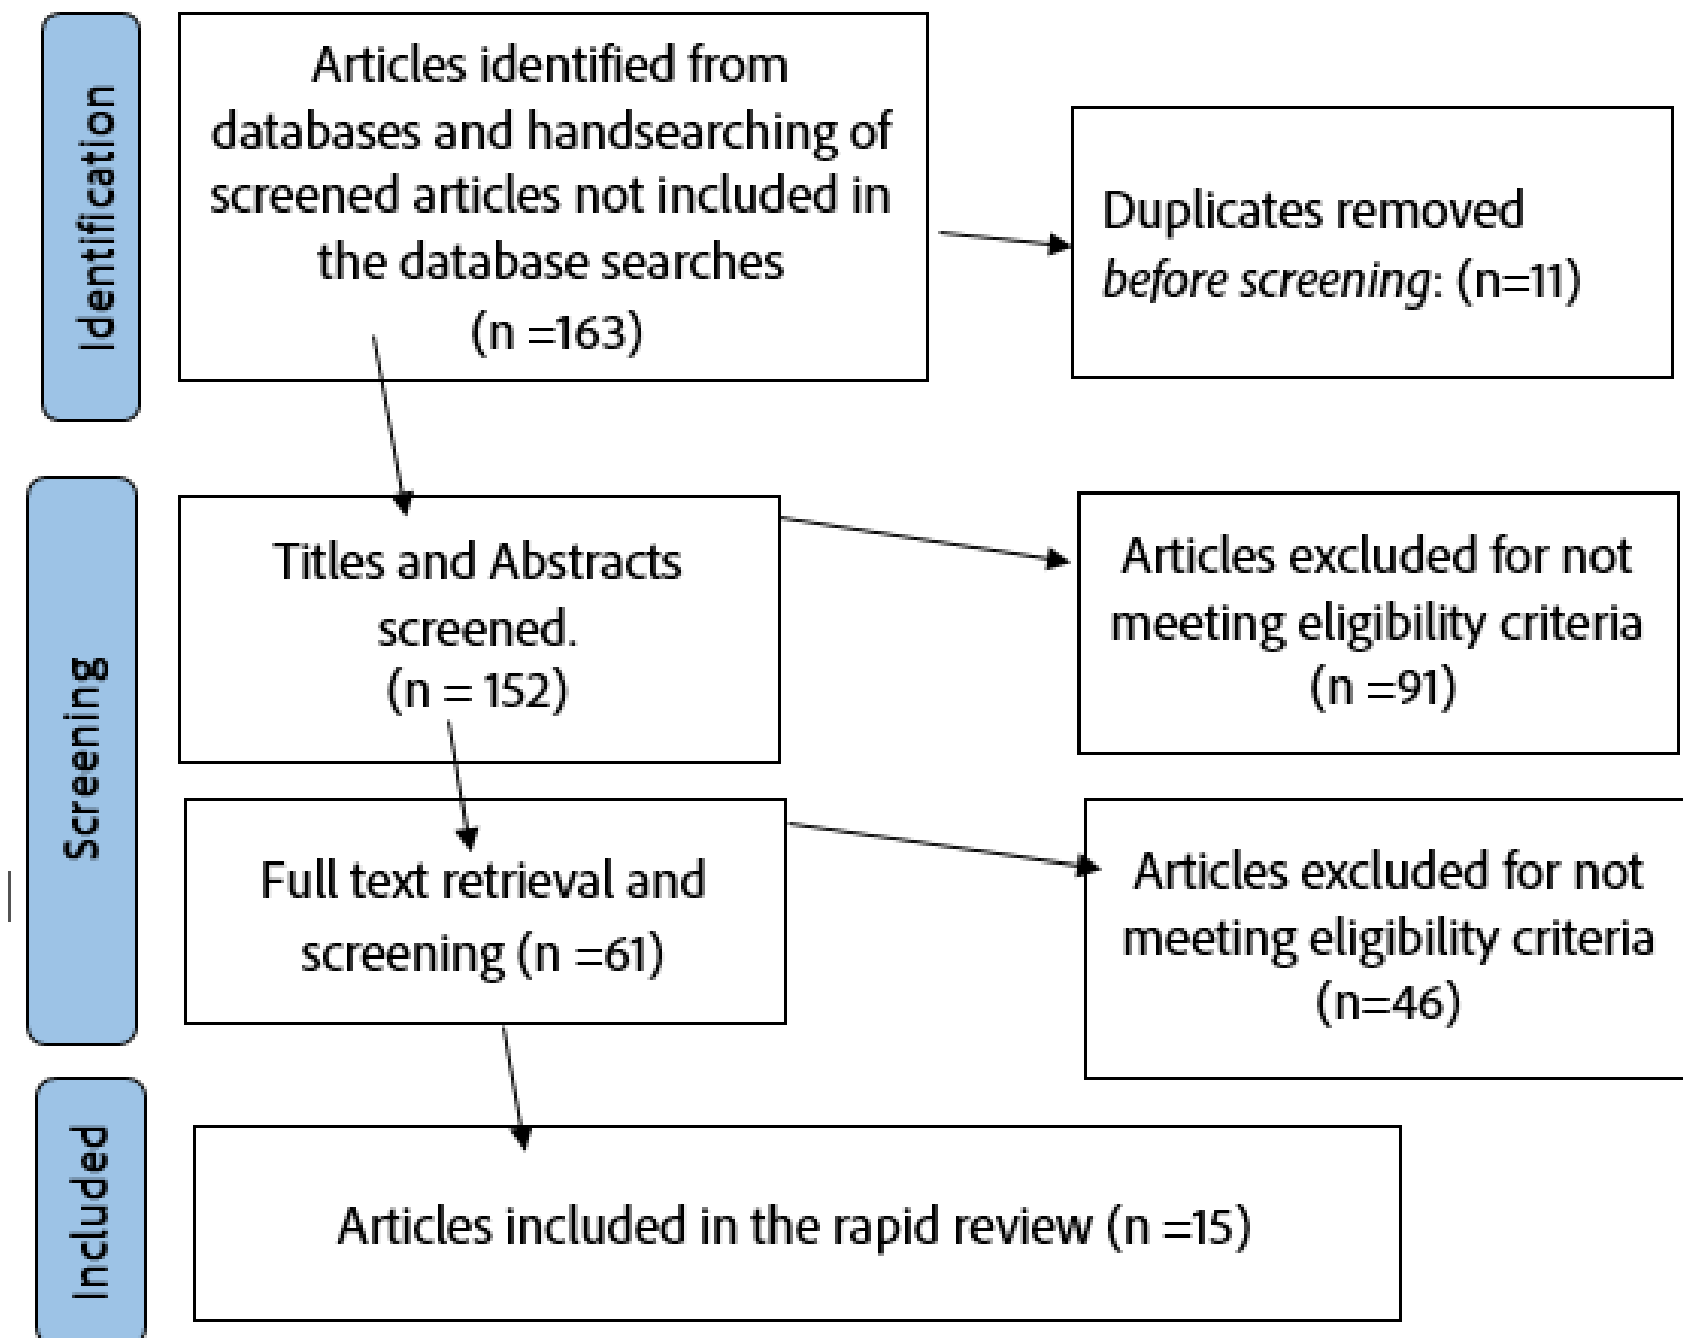 Identification
Articles identified from
databases and handsearching of
screened articles not included in
the database searches
(n =163)
Duplicates removed
before screening: (n=11)
Screening
Titles and Abstracts
screened.
(n = 152)
Articles excluded for not
meeting eligibility criteria
(n =91)
Full text retrieval and
screening (n =61)
Articles excluded for not
meeting eligibility criteria
(n=46)
Included
Articles included in the rapid review (n =15)